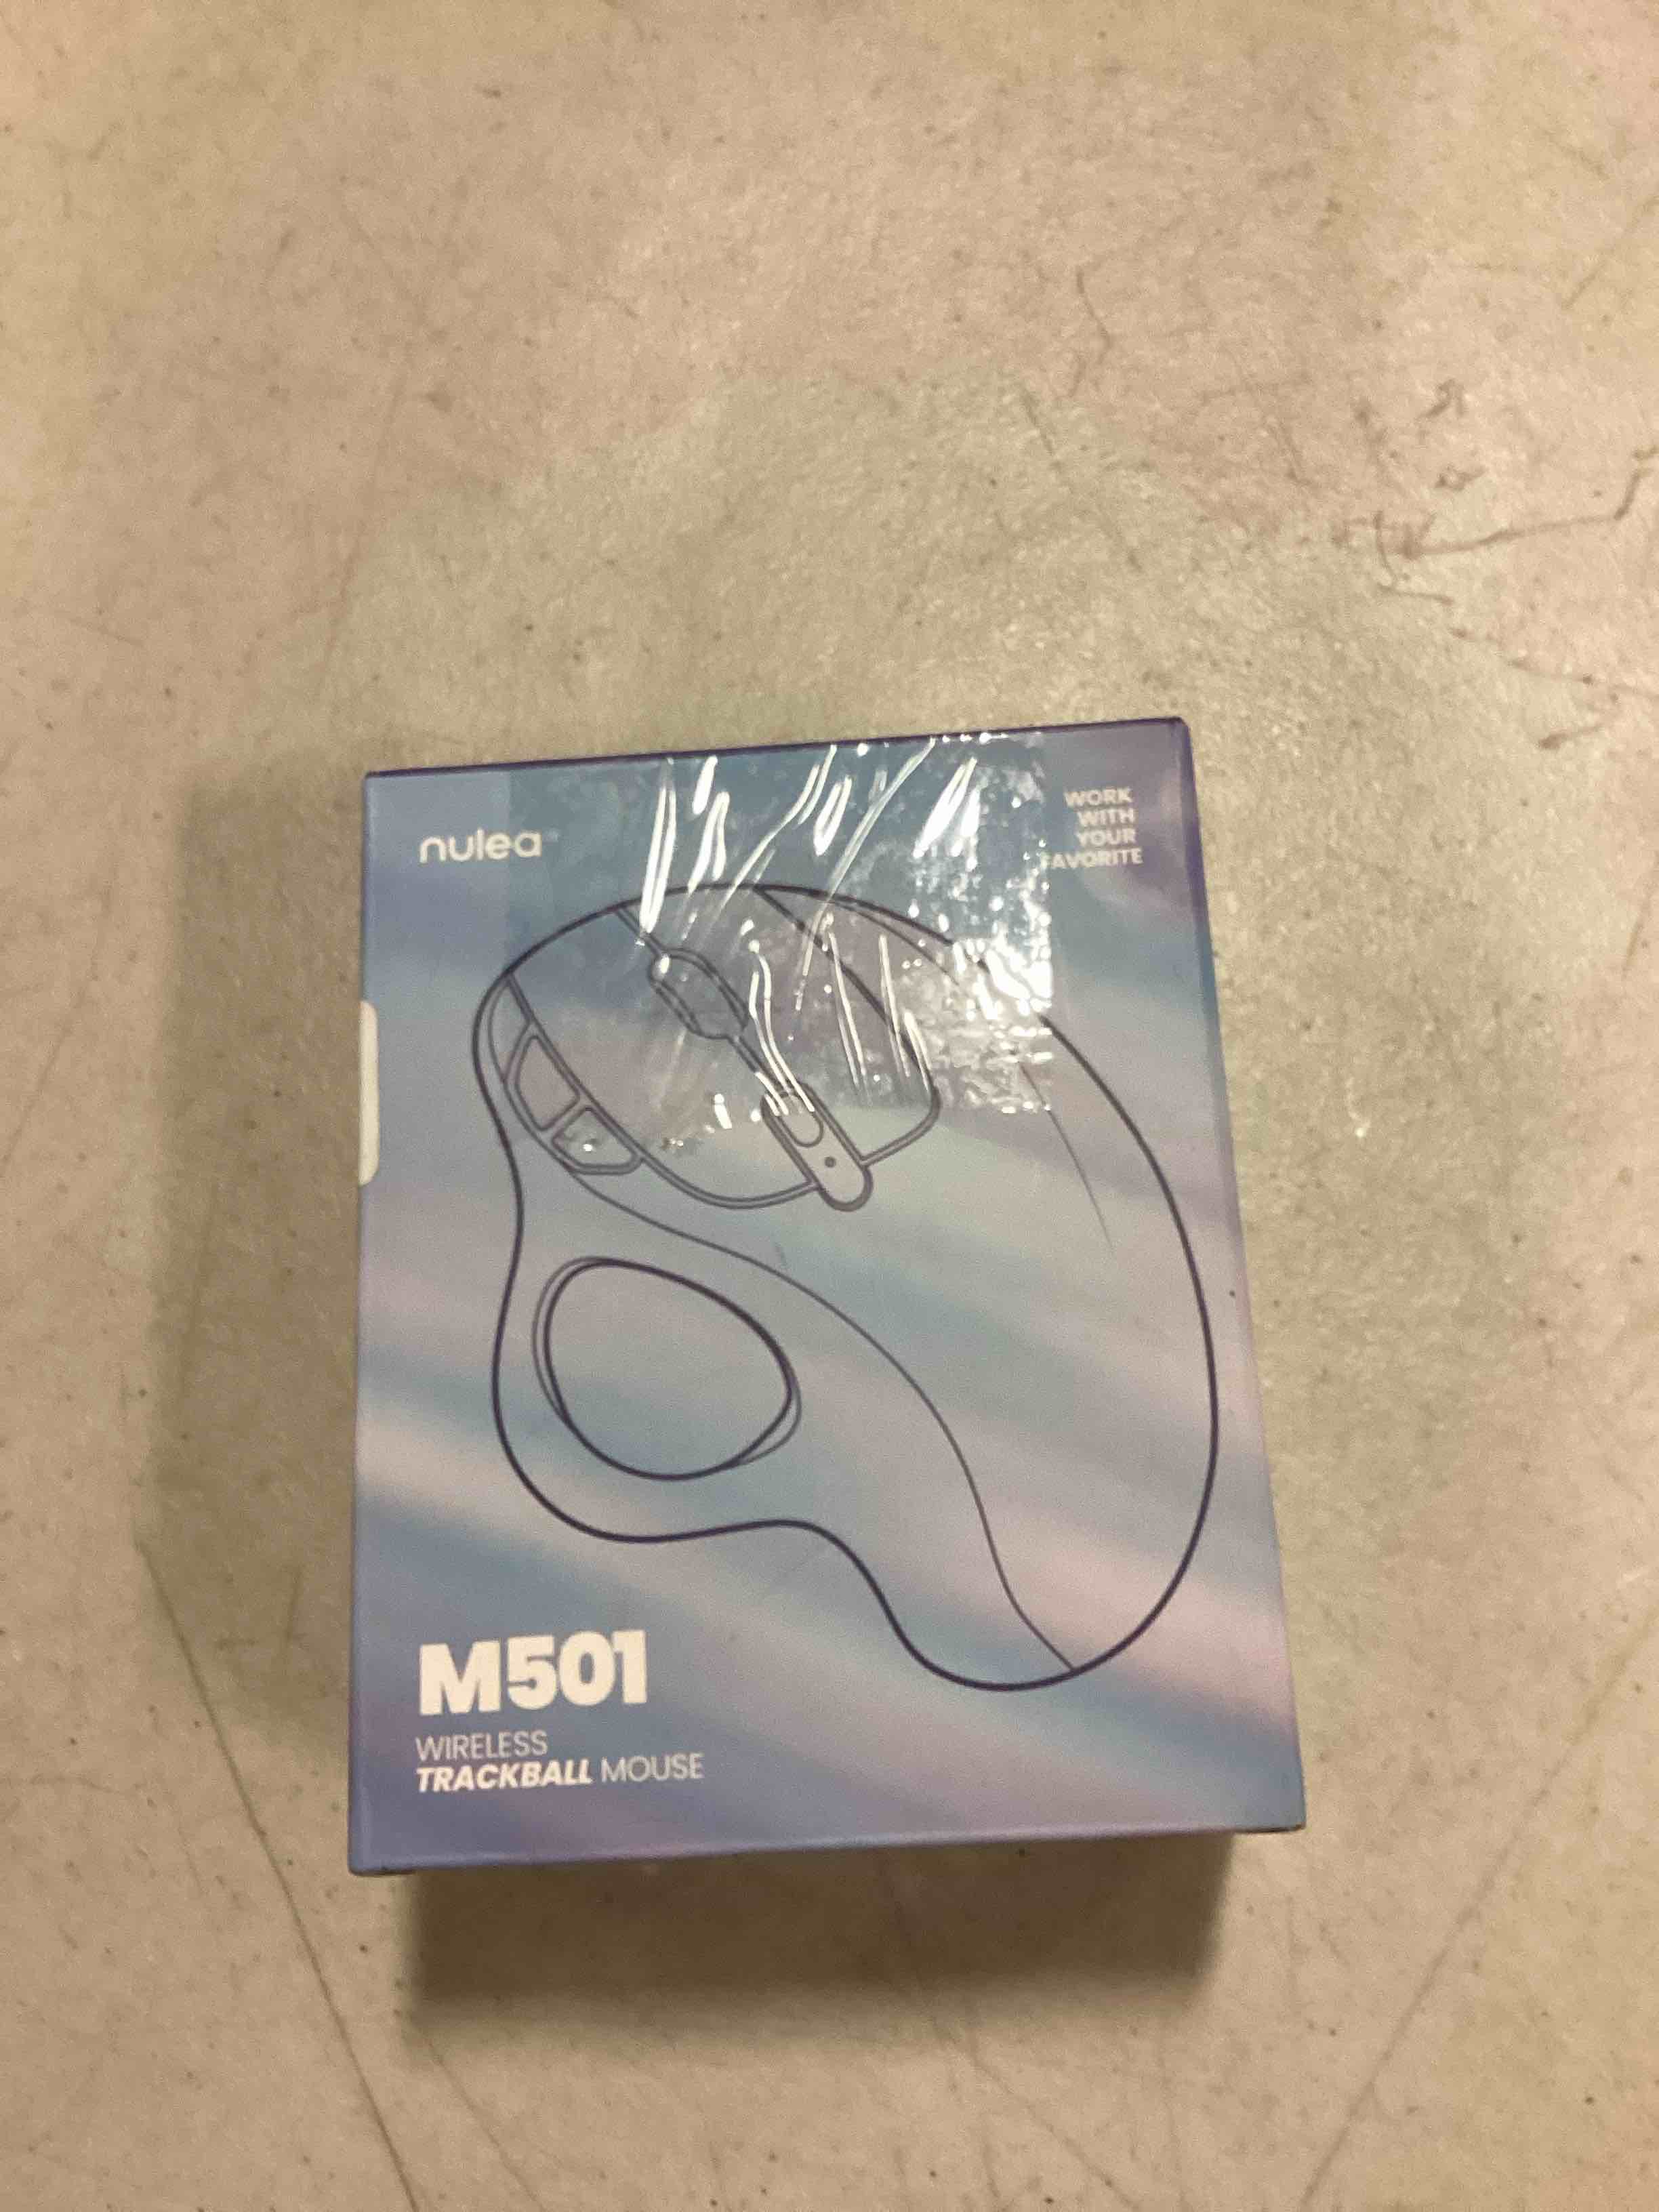 nulea
WORK
WITH
YOUR
FAVORITE
M501
WIRELESS
TRACKBALL MOUSE